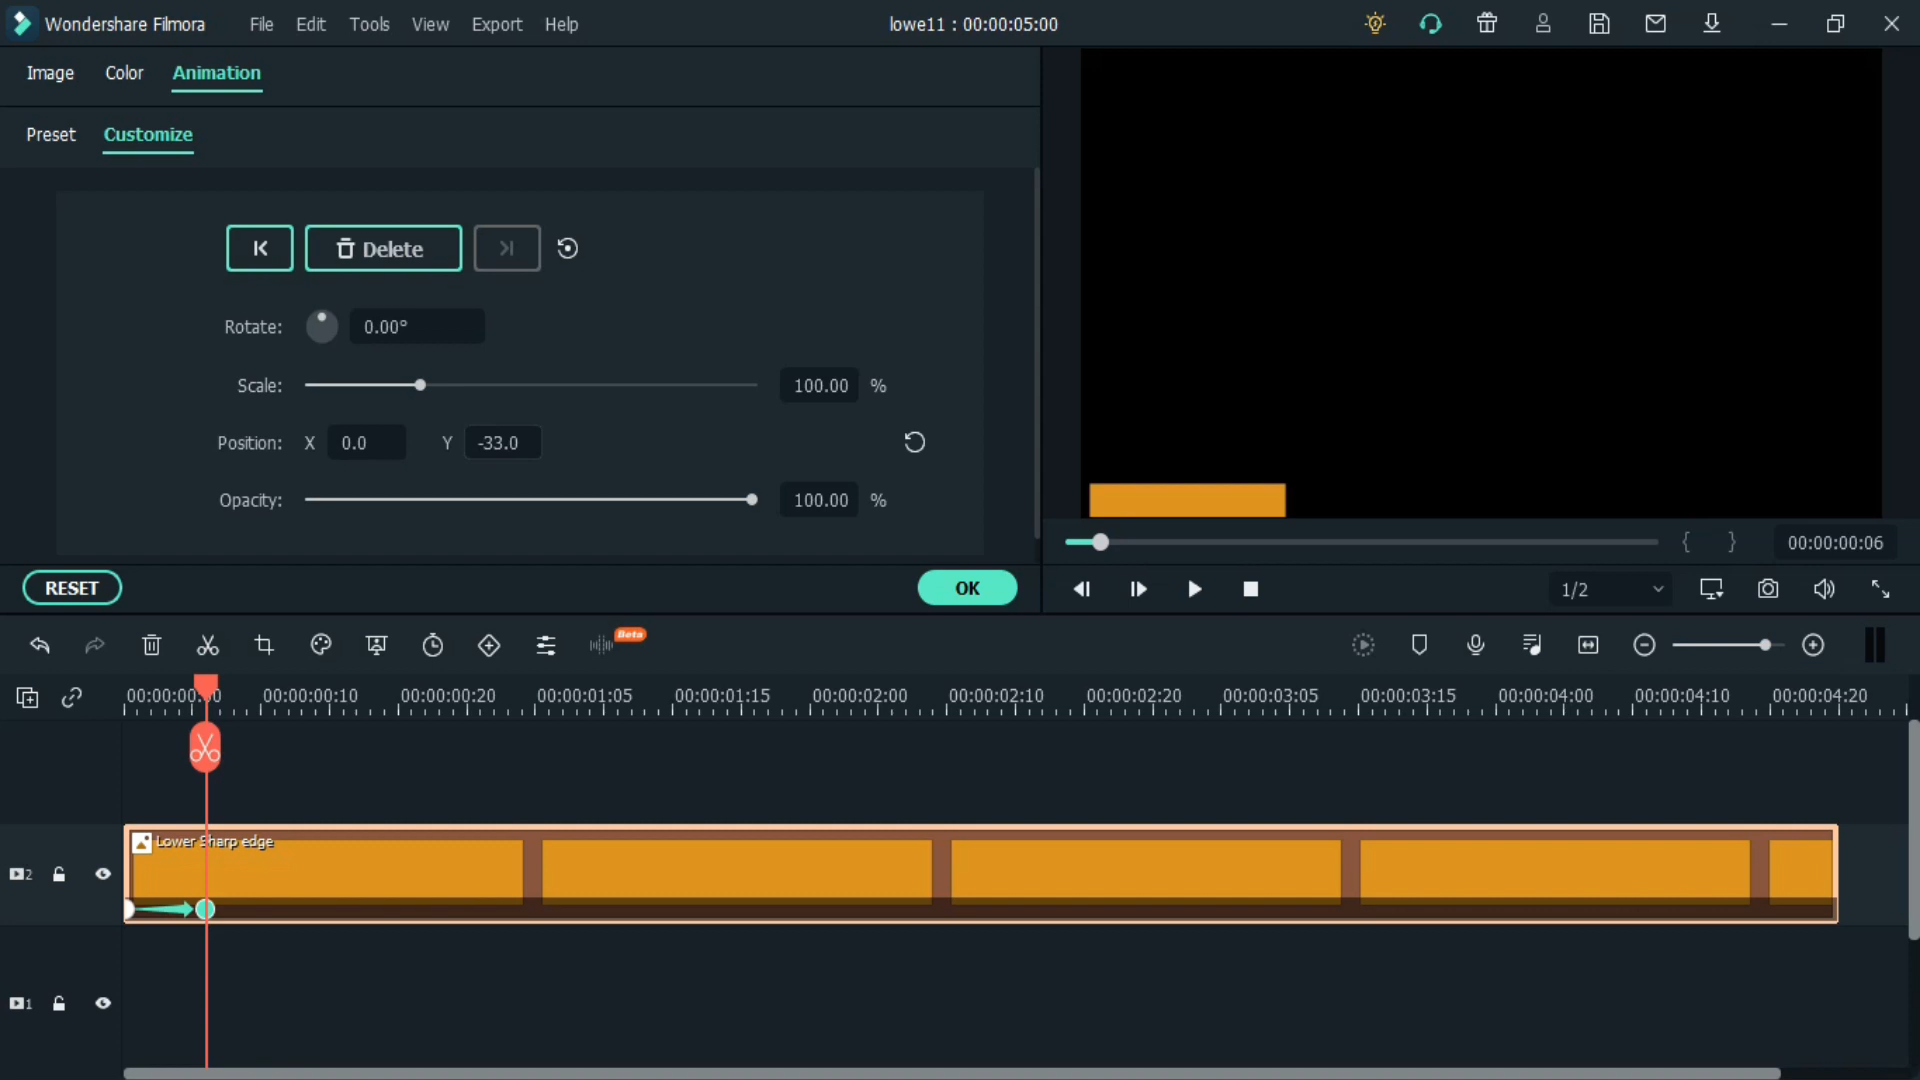 Wondershare Filmora File Edit Tools View Export Help lowe11 : 00:00:05:00
Image Color Animation
Preset Customize
Delete
Rotate: 0.00°
Scale: 100.00 %
Position: X 0.0 Y -33.0
Opacity: 100.00 %
00:00:00:06
RESET OK
1/2
Beta
00:00:00:00 00:00:00:10 00:00:00:20 00:00:01:05 00:00:01:15 00:00:02:00 00:00:02:10 00:00:02:20 00:00:03:05 00:00:03:15 00:00:04:00 00:00:04:10 00:00:04:20
Lower Sharp edge
2
1